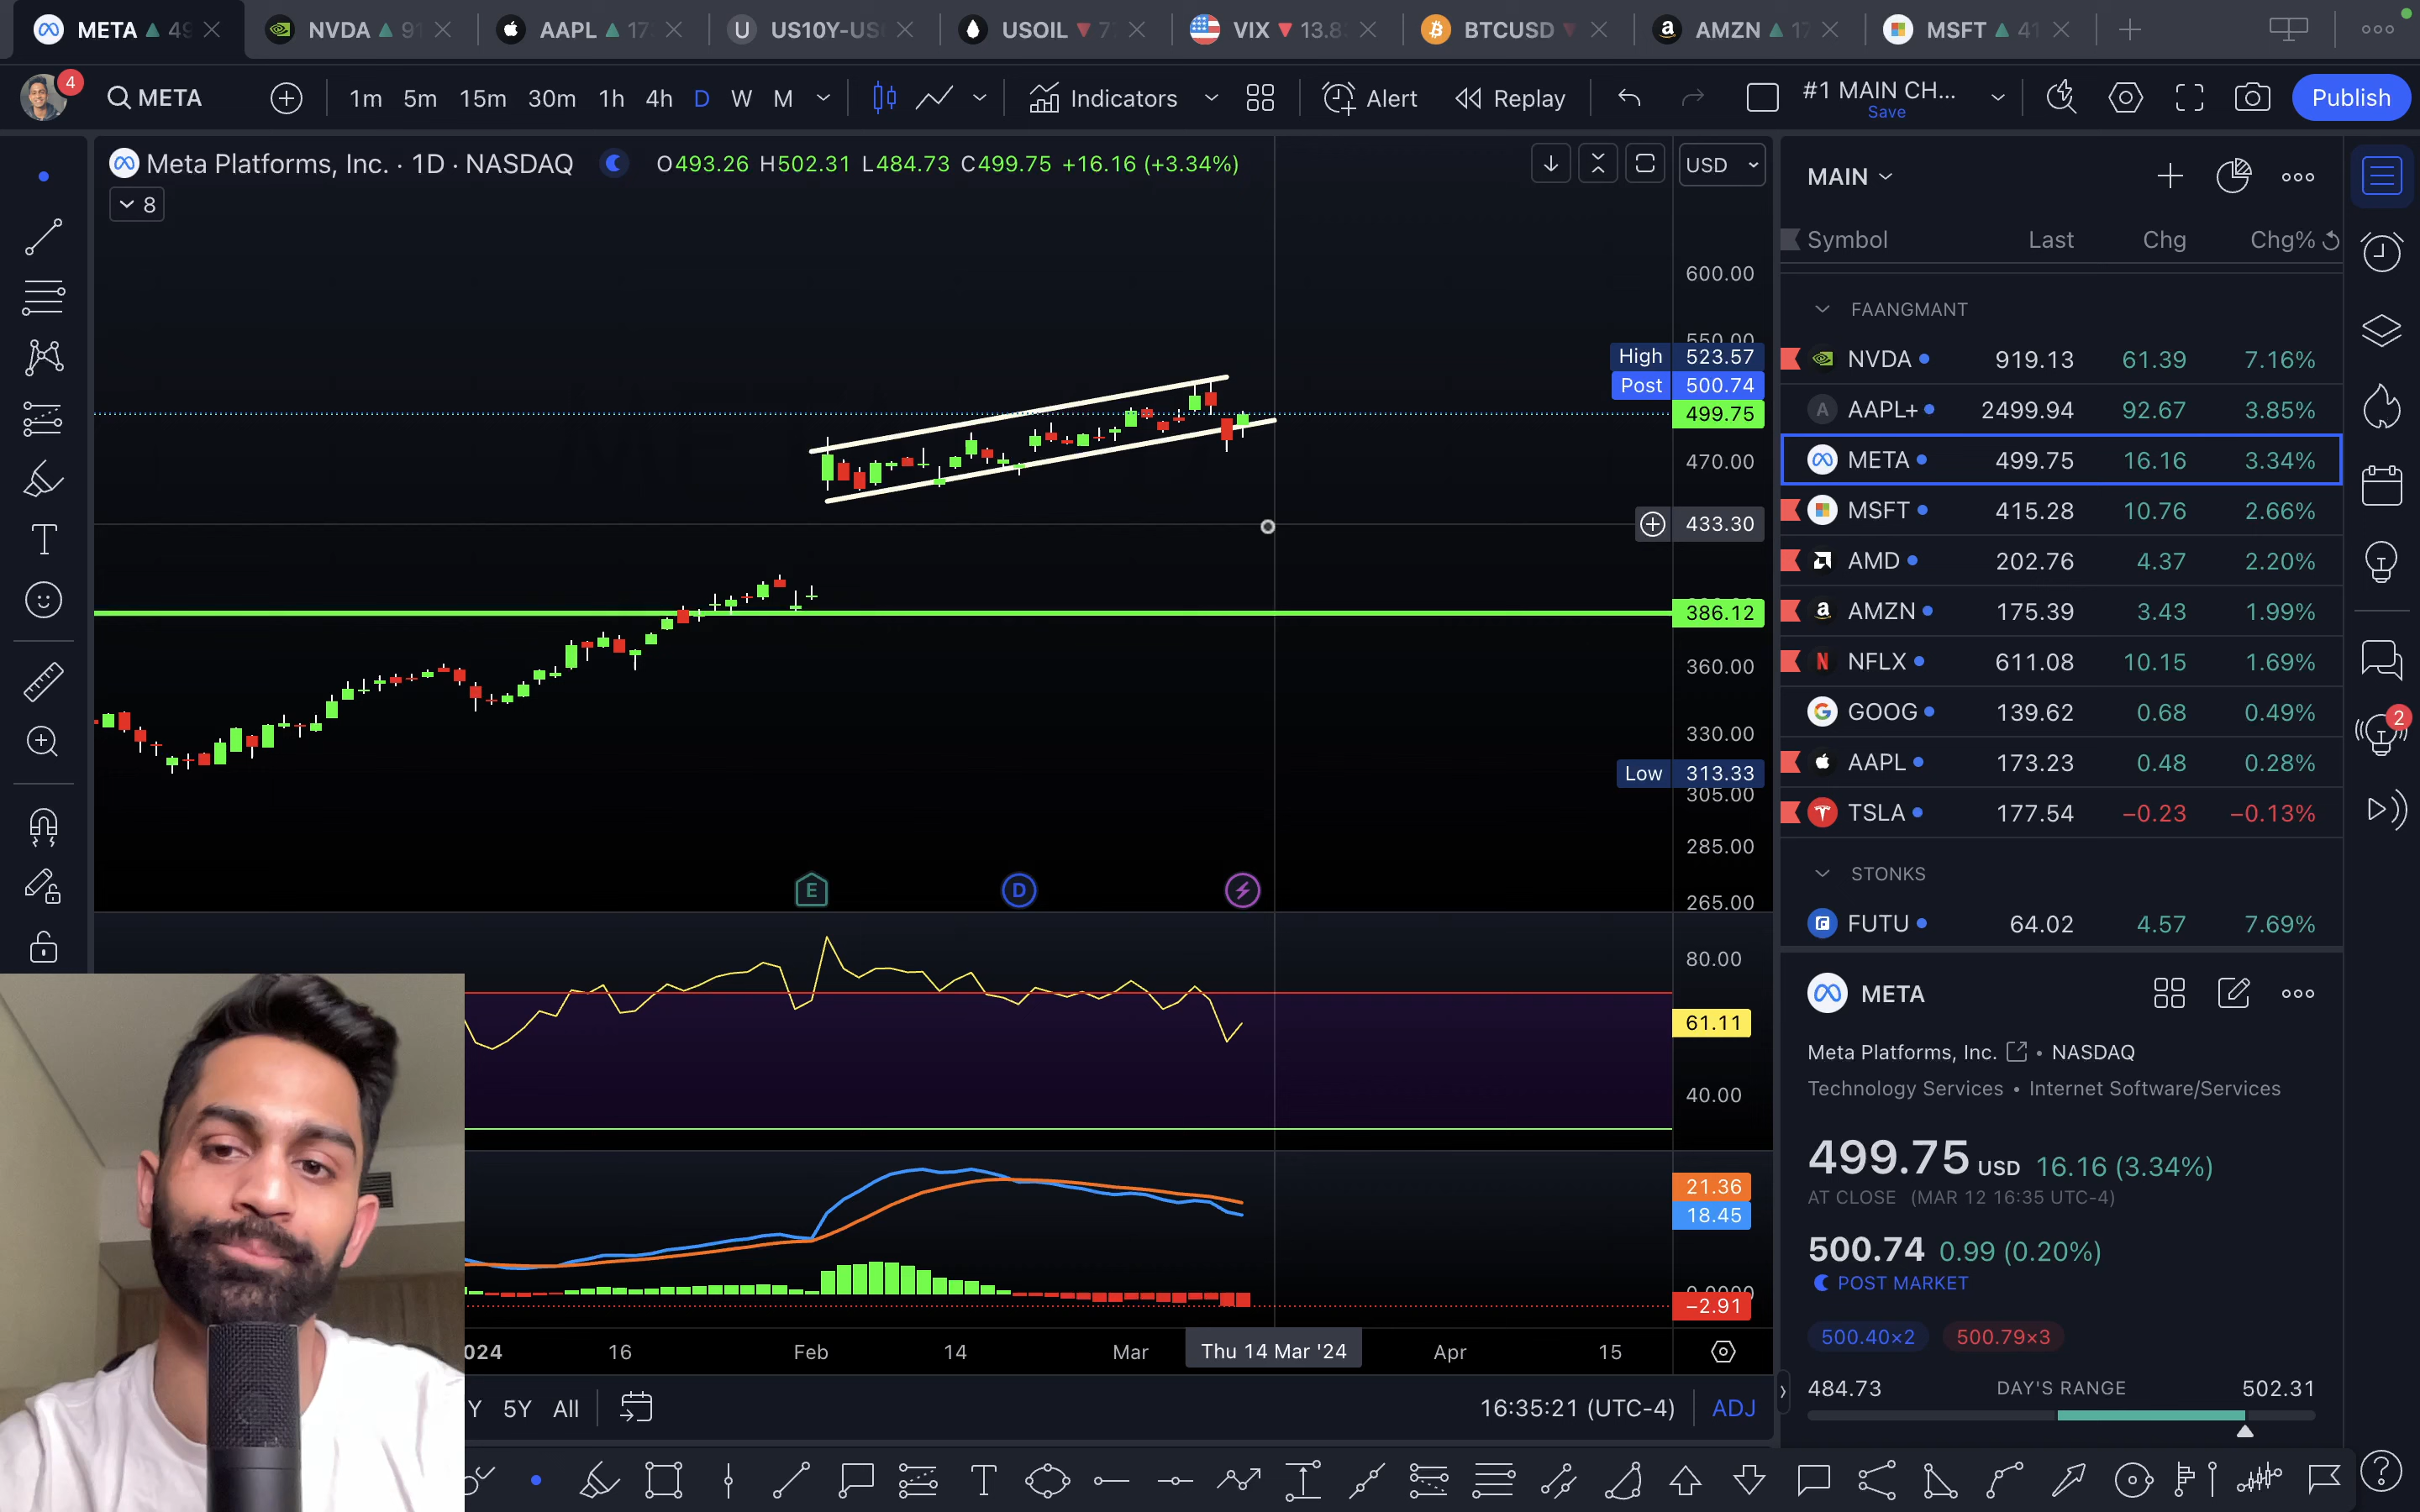 META 49
NVDA 91
AAPL 17
U US10Y-US
USOIL 7
VIX 13.8
BTCUSD
a AMZN 17
MSFT 41
4
META
1m 5m 15m 30m 1h 4h D W M
Indicators
Alert
Replay
#1 MAIN CH...
Save
Publish
Meta Platforms, Inc. · 1D · NASDAQ
O493.26 H502.31 L484.73 C499.75 +16.16 (+3.34%)
USD
8
600.00
550.00
High 523.57
Post 500.74
499.75
470.00
433.30
386.12
360.00
330.00
Low 313.33
305.00
285.00
265.00
E
D
80.00
61.11
40.00
21.36
18.45
0.0000
−2.91
024
16
Feb
14
Mar
Thu 14 Mar '24
Apr
15
Y 5Y All
16:35:21 (UTC-4)
ADJ
MAIN
Symbol Last Chg Chg%
FAANGMANT
NVDA 919.13 61.39 7.16%
A AAPL+ 2499.94 92.67 3.85%
META 499.75 16.16 3.34%
MSFT 415.28 10.76 2.66%
AMD 202.76 4.37 2.20%
a AMZN 175.39 3.43 1.99%
N NFLX 611.08 10.15 1.69%
G GOOG 139.62 0.68 0.49%
AAPL 173.23 0.48 0.28%
TSLA 177.54 −0.23 −0.13%
STONKS
FUTU 64.02 4.57 7.69%
META
Meta Platforms, Inc. • NASDAQ
Technology Services • Internet Software/Services
499.75 USD 16.16 (3.34%)
AT CLOSE (MAR 12 16:35 UTC-4)
500.74 0.99 (0.20%)
POST MARKET
500.40×2 500.79×3
484.73 DAY'S RANGE 502.31
2
T
T
?